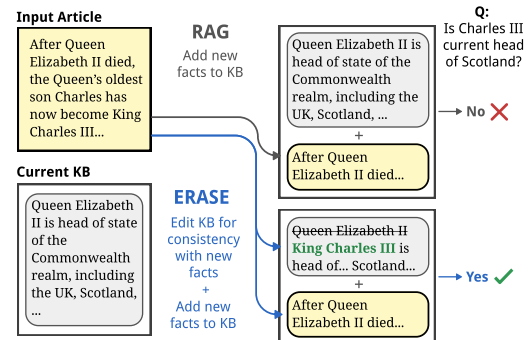 Input Article
After Queen
Elizabeth II died,
the Queen's oldest
son Charles has
now become King
Charles III...
Current KB
Queen Elizabeth
II is head of state
of the
Commonwealth
realm, including
the UK, Scotland,
...
RAG
Add new
facts to KB
ERASE
Edit KB for
consistency
with new
facts
+
Add new
facts to KB
Queen Elizabeth II is
head of state of the
Commonwealth
realm, including the
UK, Scotland, ...
+
After Queen
Elizabeth II died...
Queen Elizabeth II
King Charles III is
head of... Scotland...
+
After Queen
Elizabeth II died...
Q:
Is Charles III
current head
of Scotland?
No
Yes